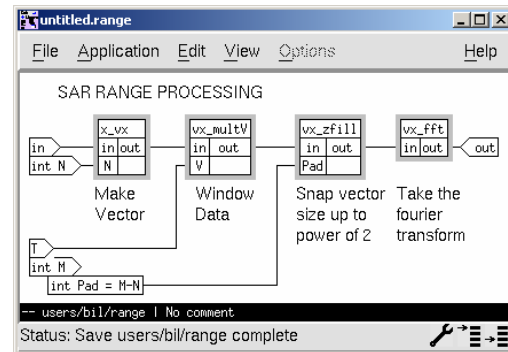 untitled.range
File Application Edit View Options Help
SAR RANGE PROCESSING
x_vx vx_multV vx_zfill vx_fft
in in out in out in out in out out
int N N V Pad
Make Vector
Window Data
Snap vector size up to power of 2
Take the fourier transform
T
int M
int Pad = M-N
-- users/bil/range | No comment
Status: Save users/bil/range complete